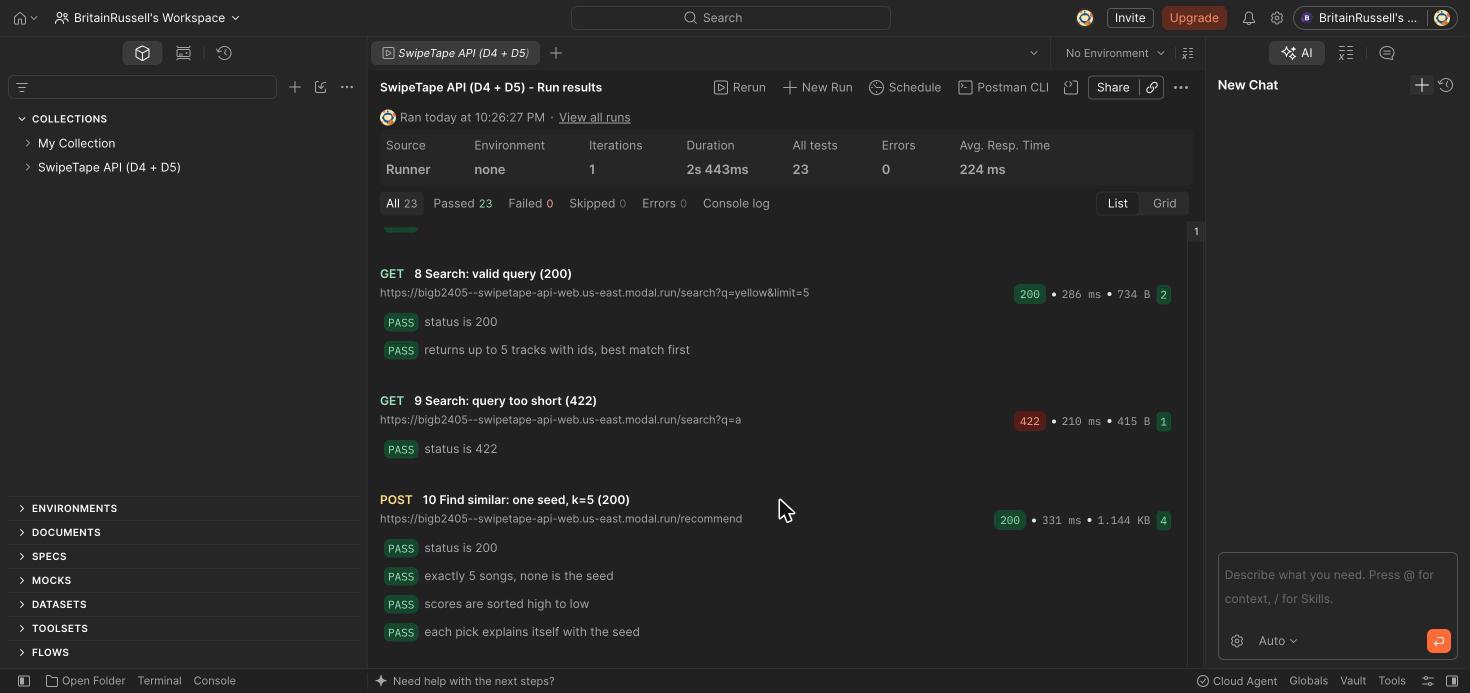 BritainRussell's Workspace
Search
Invite
Upgrade
B BritainRussell's ...
SwipeTape API (D4 + D5)
No Environment
AI
SwipeTape API (D4 + D5) - Run results
Rerun
New Run
Schedule
Postman CLI
Share
New Chat
Ran today at 10:26:27 PM · View all runs
COLLECTIONS
My Collection
SwipeTape API (D4 + D5)
Source Environment Iterations Duration All tests Errors Avg. Resp. Time
Runner none 1 2s 443ms 23 0 224 ms
All 23 Passed 23 Failed 0 Skipped 0 Errors 0 Console log
List Grid
1
GET 8 Search: valid query (200)
https://bigb2405--swipetape-api-web.us-east.modal.run/search?q=yellow&limit=5
200 • 286 ms • 734 B 2
PASS status is 200
PASS returns up to 5 tracks with ids, best match first
GET 9 Search: query too short (422)
https://bigb2405--swipetape-api-web.us-east.modal.run/search?q=a
422 • 210 ms • 415 B 1
PASS status is 422
POST 10 Find similar: one seed, k=5 (200)
https://bigb2405--swipetape-api-web.us-east.modal.run/recommend
200 • 331 ms • 1.144 KB 4
PASS status is 200
PASS exactly 5 songs, none is the seed
PASS scores are sorted high to low
PASS each pick explains itself with the seed
ENVIRONMENTS
DOCUMENTS
SPECS
MOCKS
DATASETS
TOOLSETS
FLOWS
Describe what you need. Press @ for
context, / for Skills.
Auto
Open Folder Terminal Console
Need help with the next steps?
Cloud Agent Globals Vault Tools